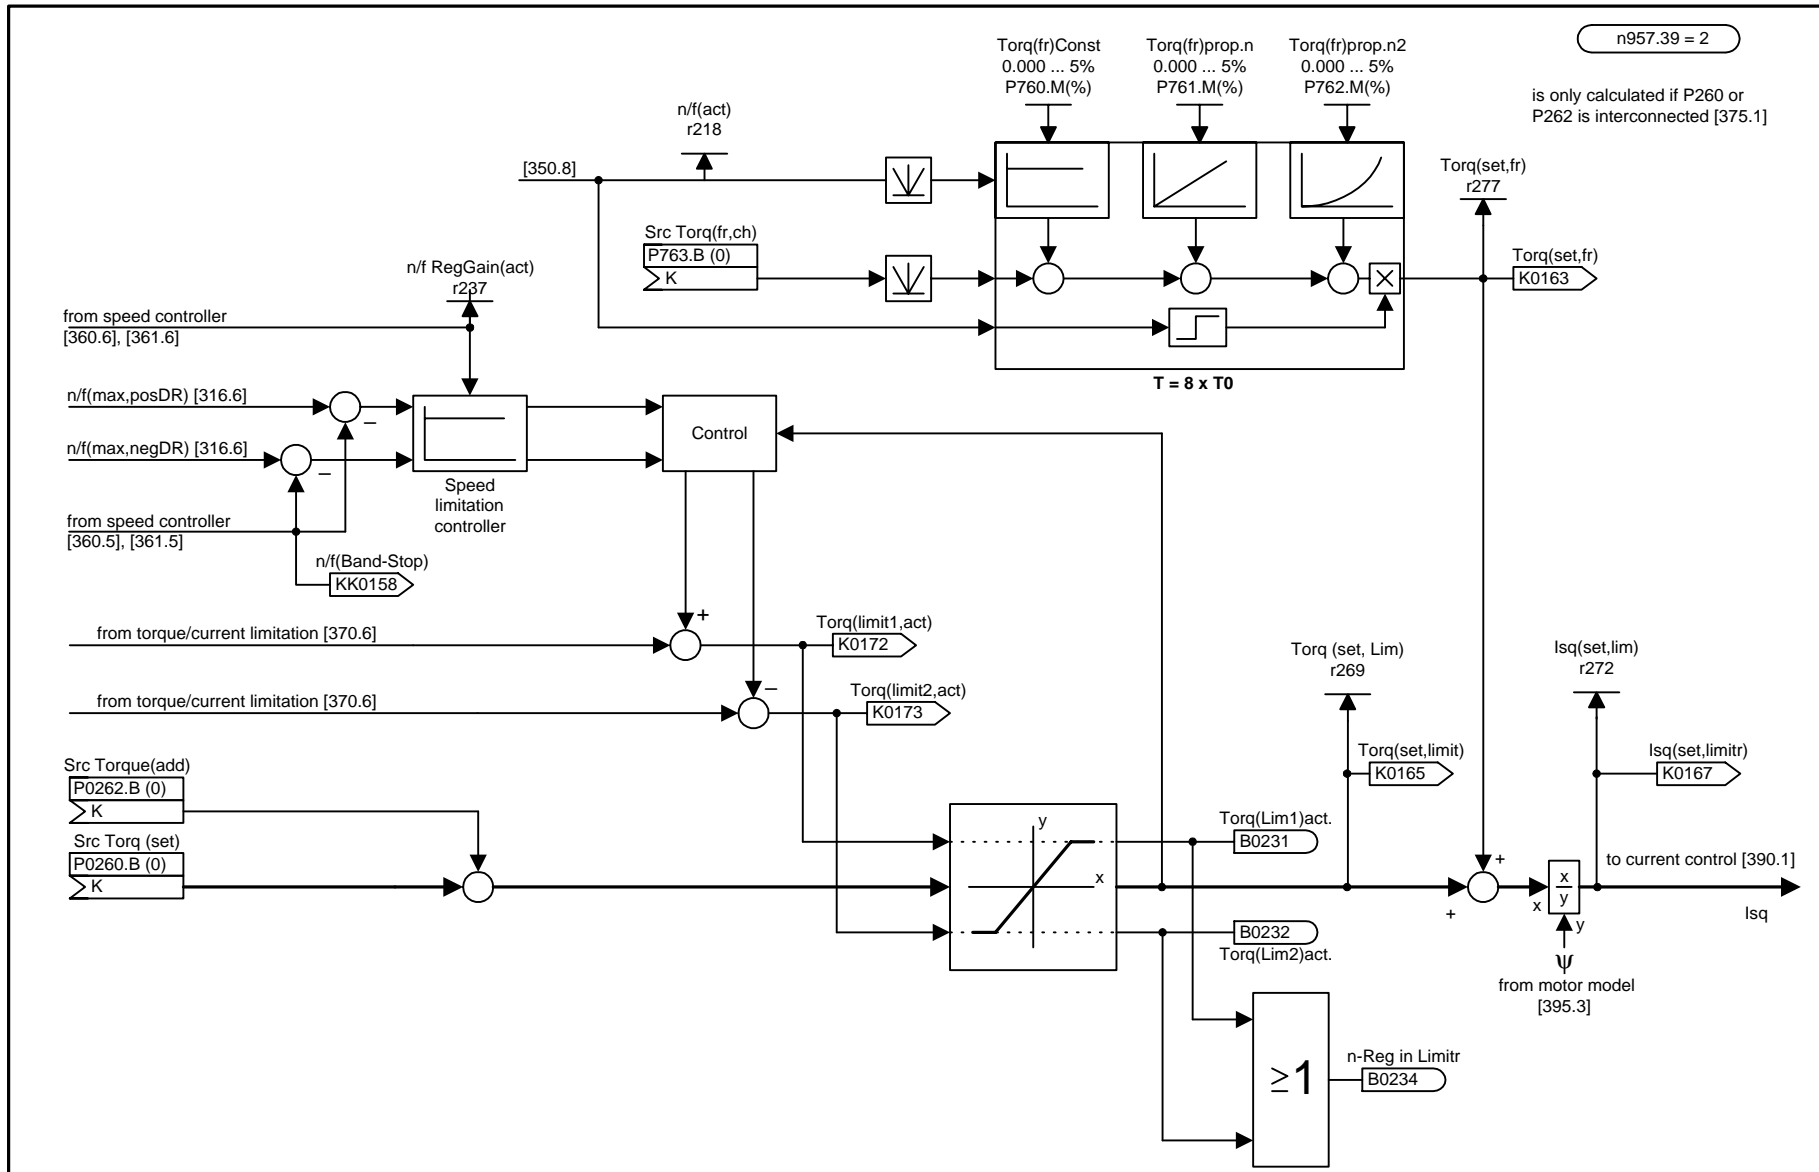 n957.39 = 2
is only calculated if P260 or
P262 is interconnected [375.1]
Torq(fr)Const
0.000 ... 5%
P760.M(%)
Torq(fr)prop.n
0.000 ... 5%
P761.M(%)
Torq(fr)prop.n2
0.000 ... 5%
P762.M(%)
n/f(act)
r218
[350.8]
Torq(set,fr)
r277
Src Torq(fr,ch)
P763.B (0)
K
Torq(set,fr)
K0163
T = 8 x T0
n/f RegGain(act)
r237
from speed controller
[360.6], [361.6]
n/f(max,posDR) [316.6]
–
n/f(max,negDR) [316.6]
–
Control
Speed
limitation
controller
from speed controller
[360.5], [361.5]
n/f(Band-Stop)
KK0158
+
from torque/current limitation [370.6]
Torq(limit1,act)
K0172
–
from torque/current limitation [370.6]
Torq(limit2,act)
K0173
Torq (set, Lim)
r269
Isq(set,lim)
r272
Torq(set,limit)
K0165
Isq(set,limitr)
K0167
Src Torque(add)
P0262.B (0)
K
Src Torq (set)
P0260.B (0)
K
y
x
Torq(Lim1)act.
B0231
B0232
Torq(Lim2)act.
+
+
x
x
y
y
to current control [390.1]
Isq
ψ
from motor model
[395.3]
≥1
n-Reg in Limitr
B0234